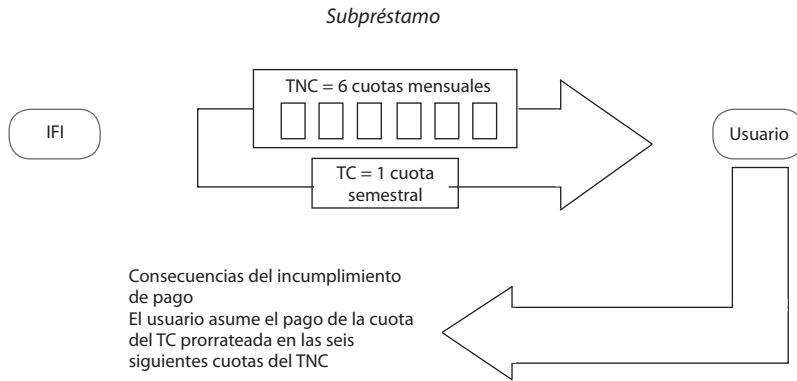 Subpréstamo
TNC = 6 cuotas mensuales
IFI
Usuario
TC = 1 cuota
semestral
Consecuencias del incumplimiento
de pago
El usuario asume el pago de la cuota
del TC prorrateada en las seis
siguientes cuotas del TNC